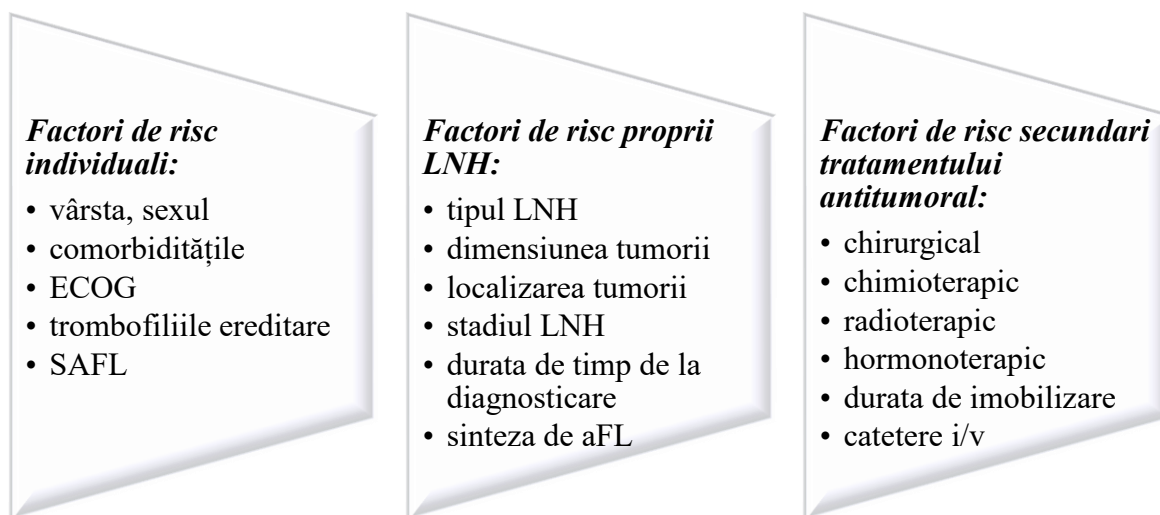 Factori de risc
individuali:
• vârsta, sexul
• comorbiditățile
• ECOG
• trombofiliile ereditare
• SAFL
Factori de risc proprii
LNH:
• tipul LNH
• dimensiunea tumorii
• localizarea tumorii
• stadiul LNH
• durata de timp de la
diagnosticare
• sinteza de aFL
Factori de risc secundari
tratamentului
antitumoral:
• chirurgical
• chimioterapic
• radioterapic
• hormonoterapic
• durata de imobilizare
• catetere i/v